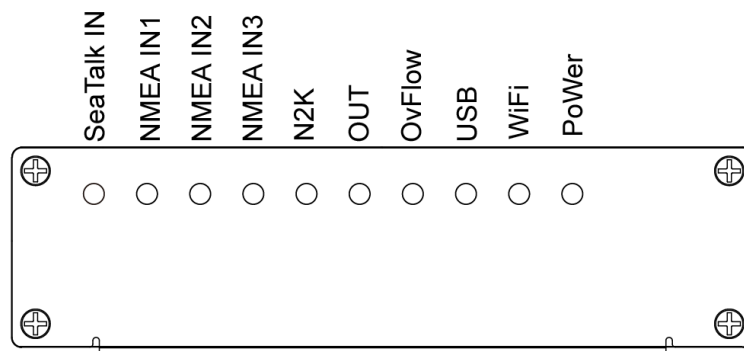 SeaTalk IN
NMEA IN1
NMEA IN2
NMEA IN3
N2K
OUT
OvFlow
USB
WiFi
PoWer